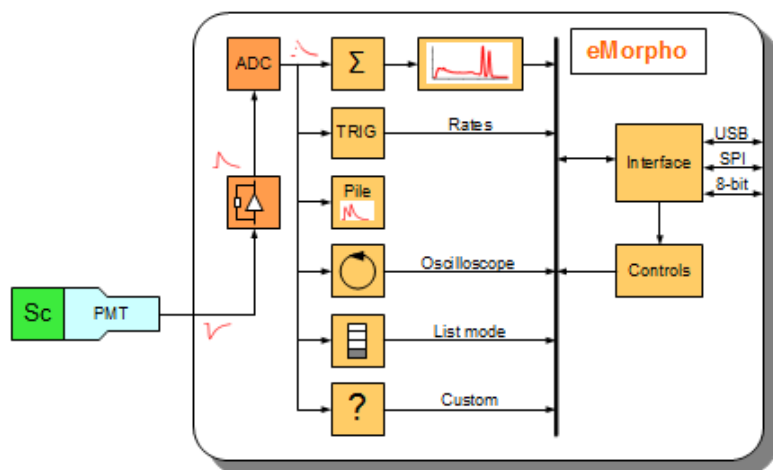 eMorpho
ADC
Σ
TRIG
Rates
Pile
Oscilloscope
List mode
?
Custom
Interface
USB
SPI
8-bit
Controls
Sc
PMT